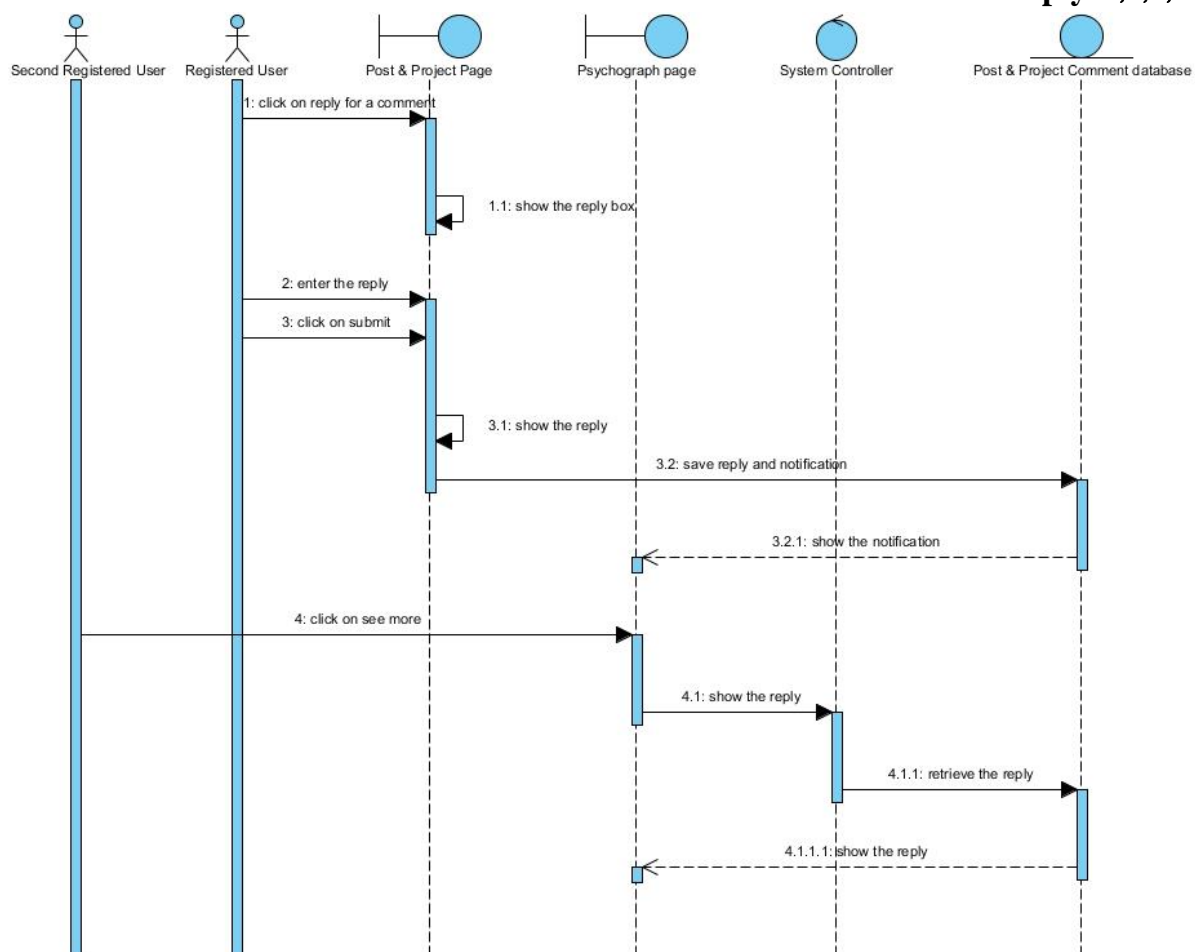 Second Registered User
Registered User
Post & Project Page
Psychograph page
System Controller
Post & Project Comment database
1: click on reply for a comment
1.1: show the reply box
2: enter the reply
3: click on submit
3.1: show the reply
3.2: save reply and notification
3.2.1: show the notification
4: click on see more
4.1: show the reply
4.1.1: retrieve the reply
4.1.1.1: show the reply